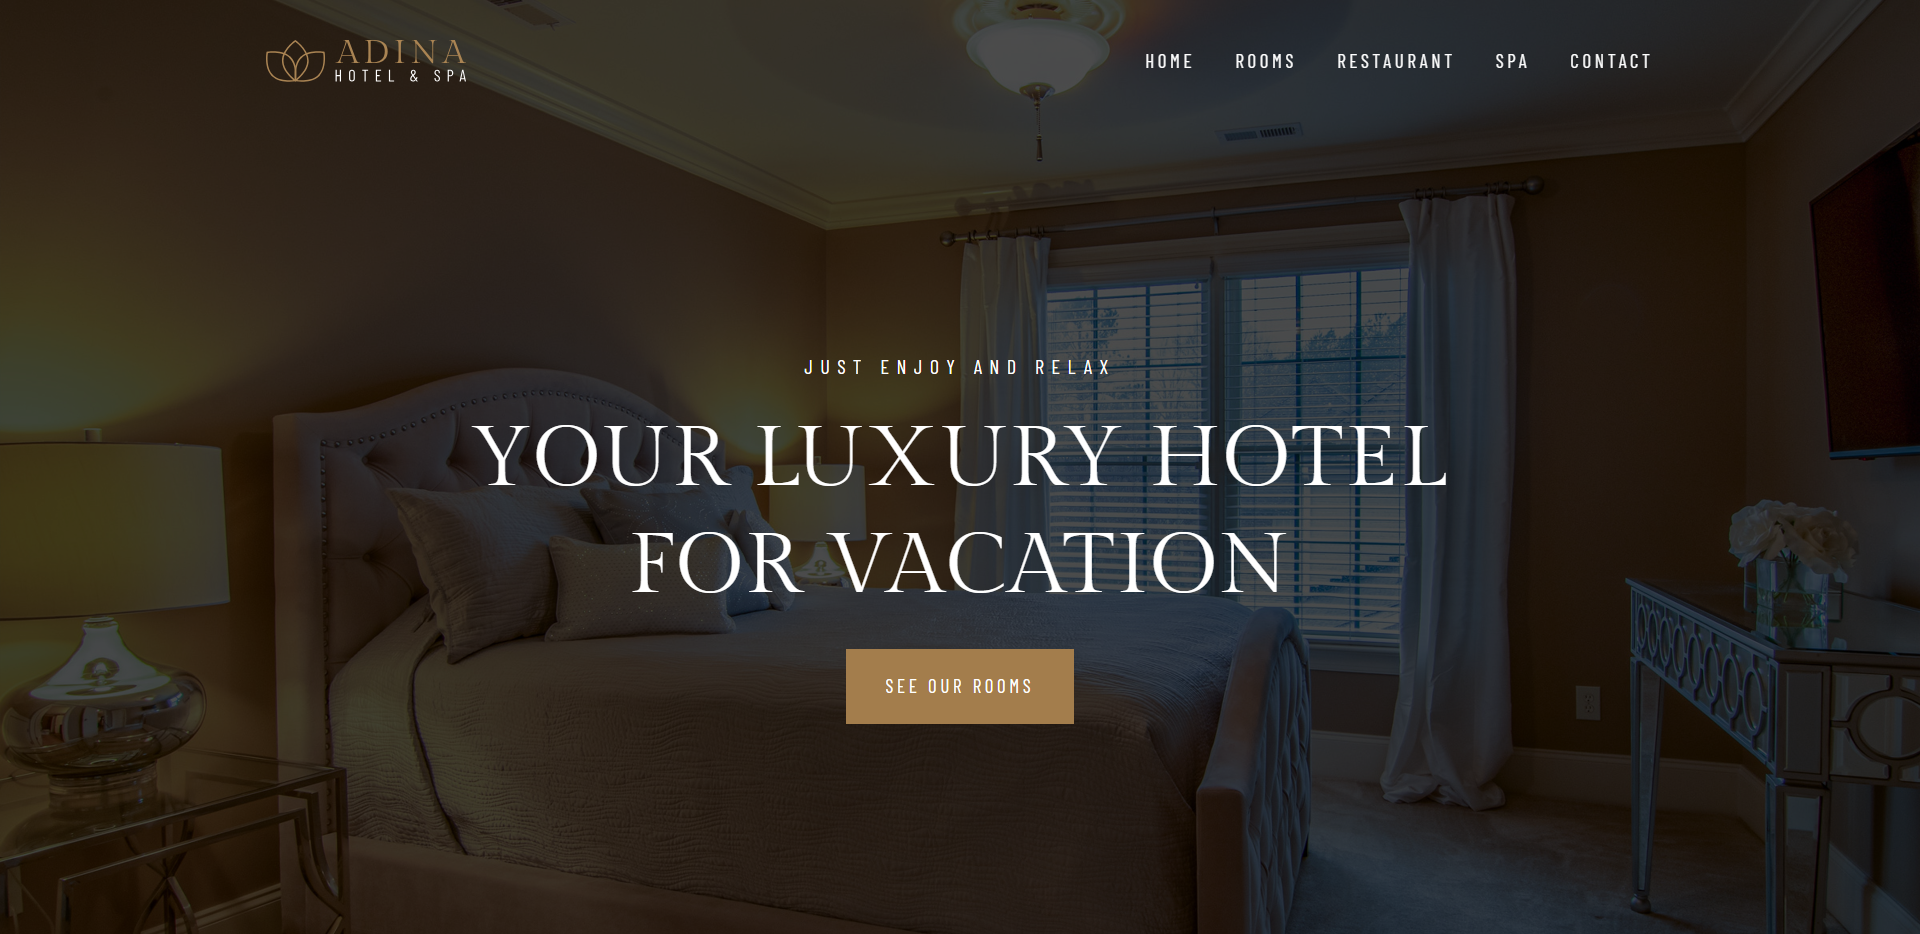 ADINA
HOTEL & SPA
HOME ROOMS RESTAURANT SPA CONTACT
JUST ENJOY AND RELAX
YOUR LUXURY HOTEL
FOR VACATION
SEE OUR ROOMS